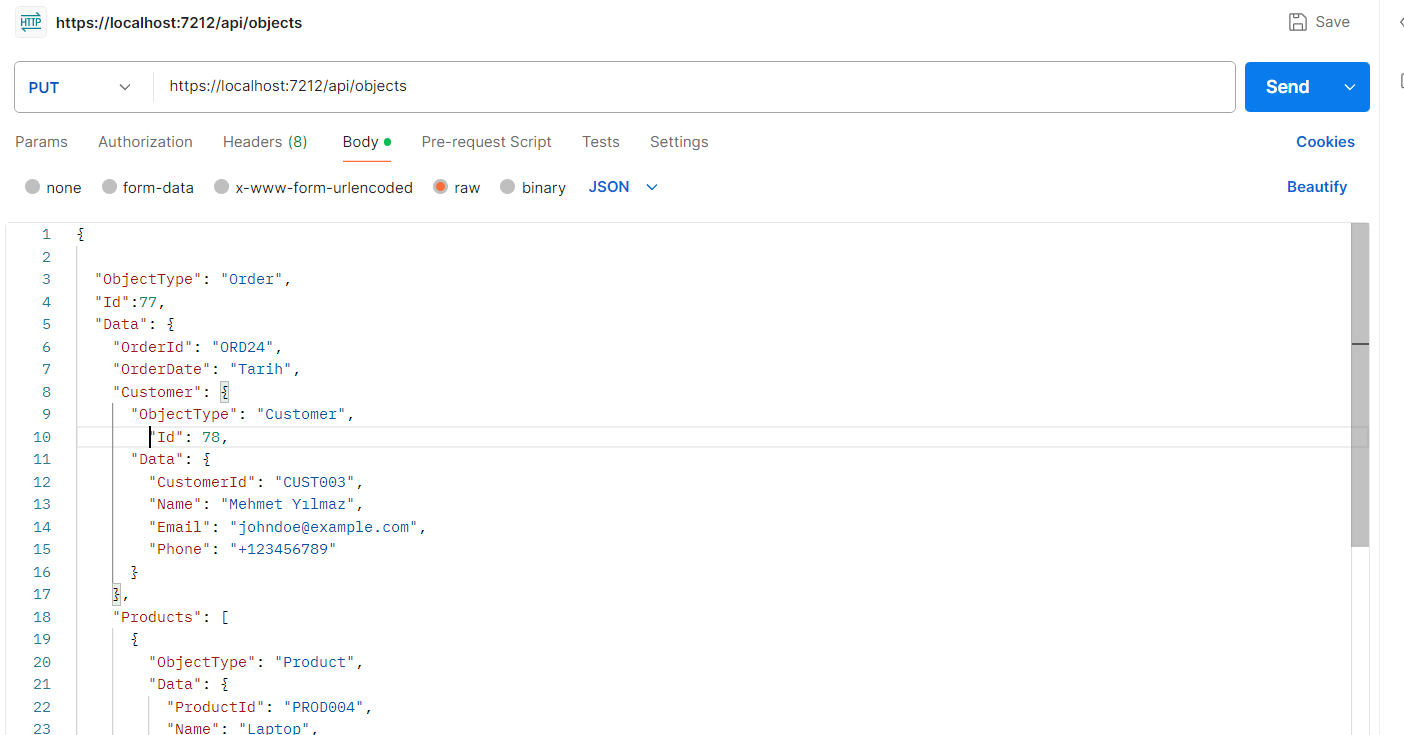 HTTP https://localhost:7212/api/objects Save
PUT https://localhost:7212/api/objects Send
Params Authorization Headers (8) Body Pre-request Script Tests Settings Cookies
none form-data x-www-form-urlencoded raw binary JSON Beautify
1 {
2
3 "ObjectType": "Order",
4 "Id":77,
5 "Data": {
6 "OrderId": "ORD24",
7 "OrderDate": "Tarih",
8 "Customer": {
9 "ObjectType": "Customer",
10 "Id": 78,
11 "Data": {
12 "CustomerId": "CUST003",
13 "Name": "Mehmet Yılmaz",
14 "Email": "johndoe@example.com",
15 "Phone": "+123456789"
16 }
17 },
18 "Products": [
19 {
20 "ObjectType": "Product",
21 "Data": {
22 "ProductId": "PROD004",
23 "Name": "Laptop",